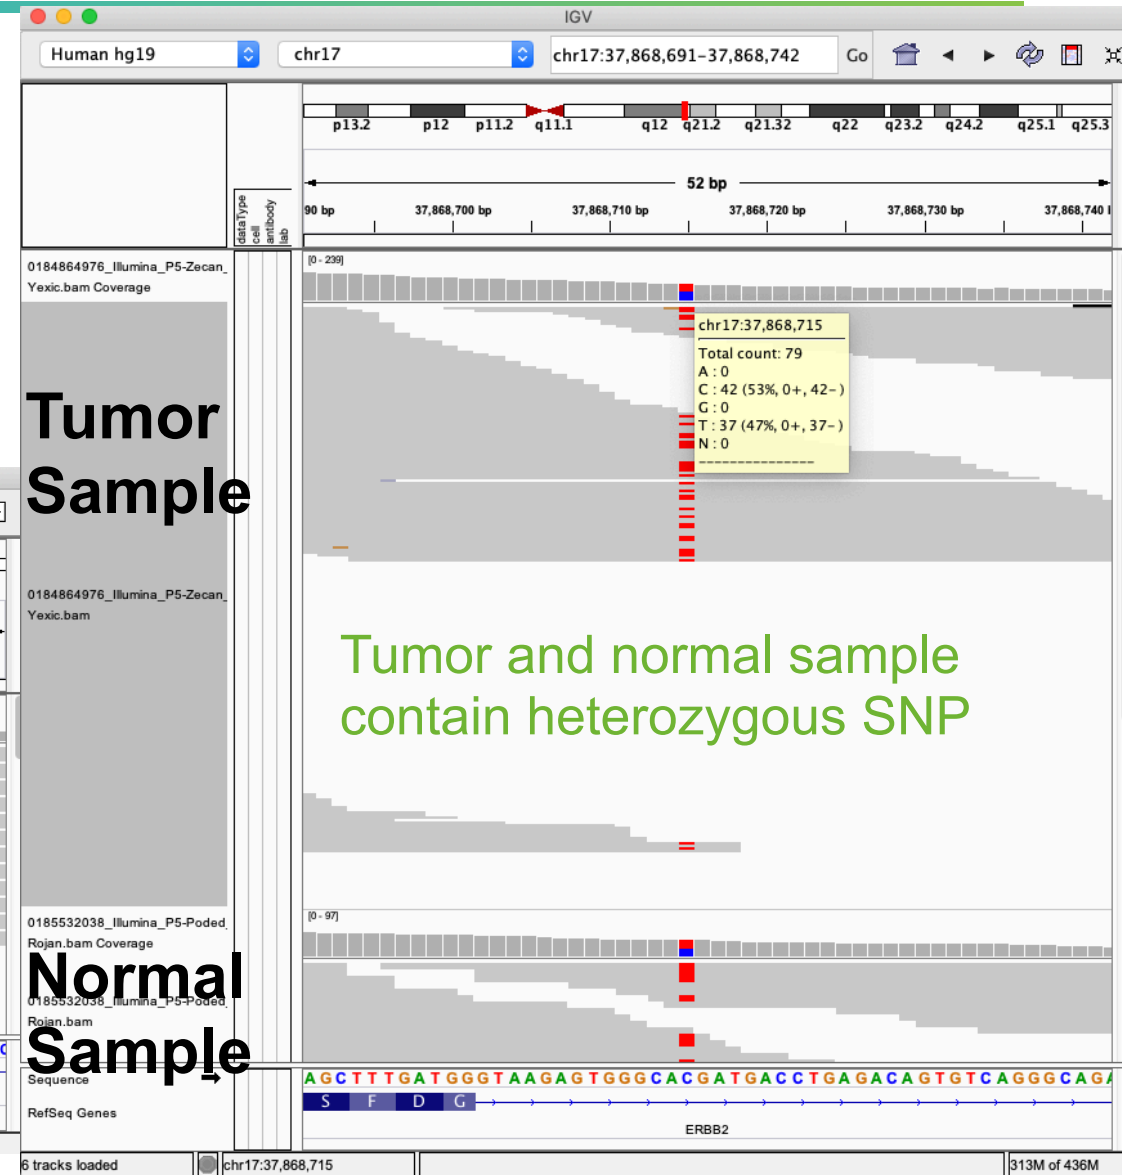 IGV
Human hg19 chr17 chr17:37,868,691-37,868,742 Go
p13.2 p12 p11.2 q11.1 q12 q21.2 q21.32 q22 q23.2 q24.2 q25.1 q25.3
52 bp
90 bp 37,868,700 bp 37,868,710 bp 37,868,720 bp 37,868,730 bp 37,868,740
dataType
cell
antibody
lab
0184864976_Illumina_P5-Zecan_
Yexic.bam Coverage
[0 - 239]
chr17:37,868,715
Total count: 79
A : 0
C : 42 (53%, 0+, 42-)
G : 0
T : 37 (47%, 0+, 37-)
N : 0
---------------
Tumor
Sample
0184864976_Illumina_P5-Zecan_
Yexic.bam
Tumor and normal sample
contain heterozygous SNP
0185532038_Illumina_P5-Poded_
Rojan.bam Coverage
[0 - 97]
Normal
0185532038_Illumina_P5-Poded_
Rojan.bam
Sample
Sequence
A G C T T T G A T G G G T A A G A G T G G G C A C G A T G A C C T G A G A C A G T G T C A G G G C A G A
RefSeq Genes
S F D G
ERBB2
6 tracks loaded chr17:37,868,715 313M of 436M